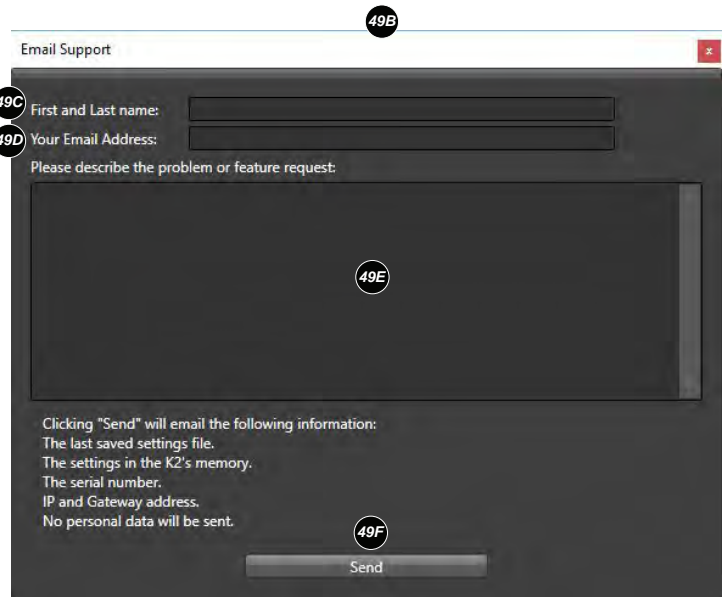 49B
Email Support
x
49C First and Last name:
49D Your Email Address:
Please describe the problem or feature request:
49E
Clicking "Send" will email the following information:
The last saved settings file.
The settings in the K2's memory.
The serial number.
IP and Gateway address.
No personal data will be sent.
49F
Send